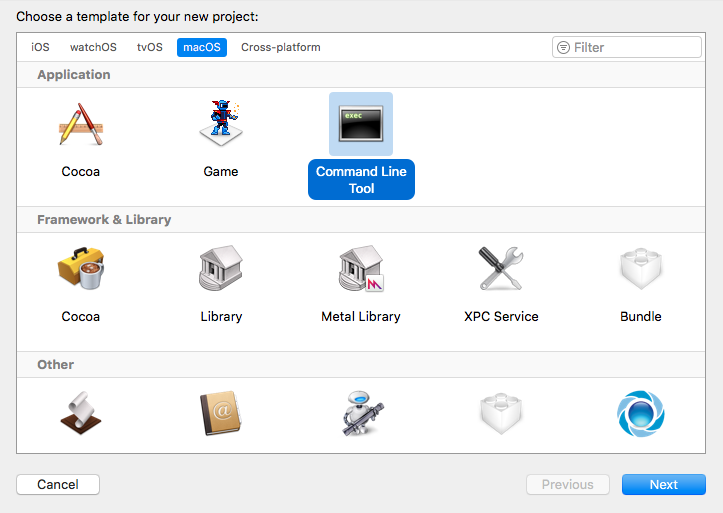 Choose a template for your new project:
iOS watchOS tvOS macOS Cross-platform Filter
Application
exec
Cocoa Game Command Line
Tool
Framework & Library
Cocoa Library Metal Library XPC Service Bundle
Other
@
Cancel Previous Next